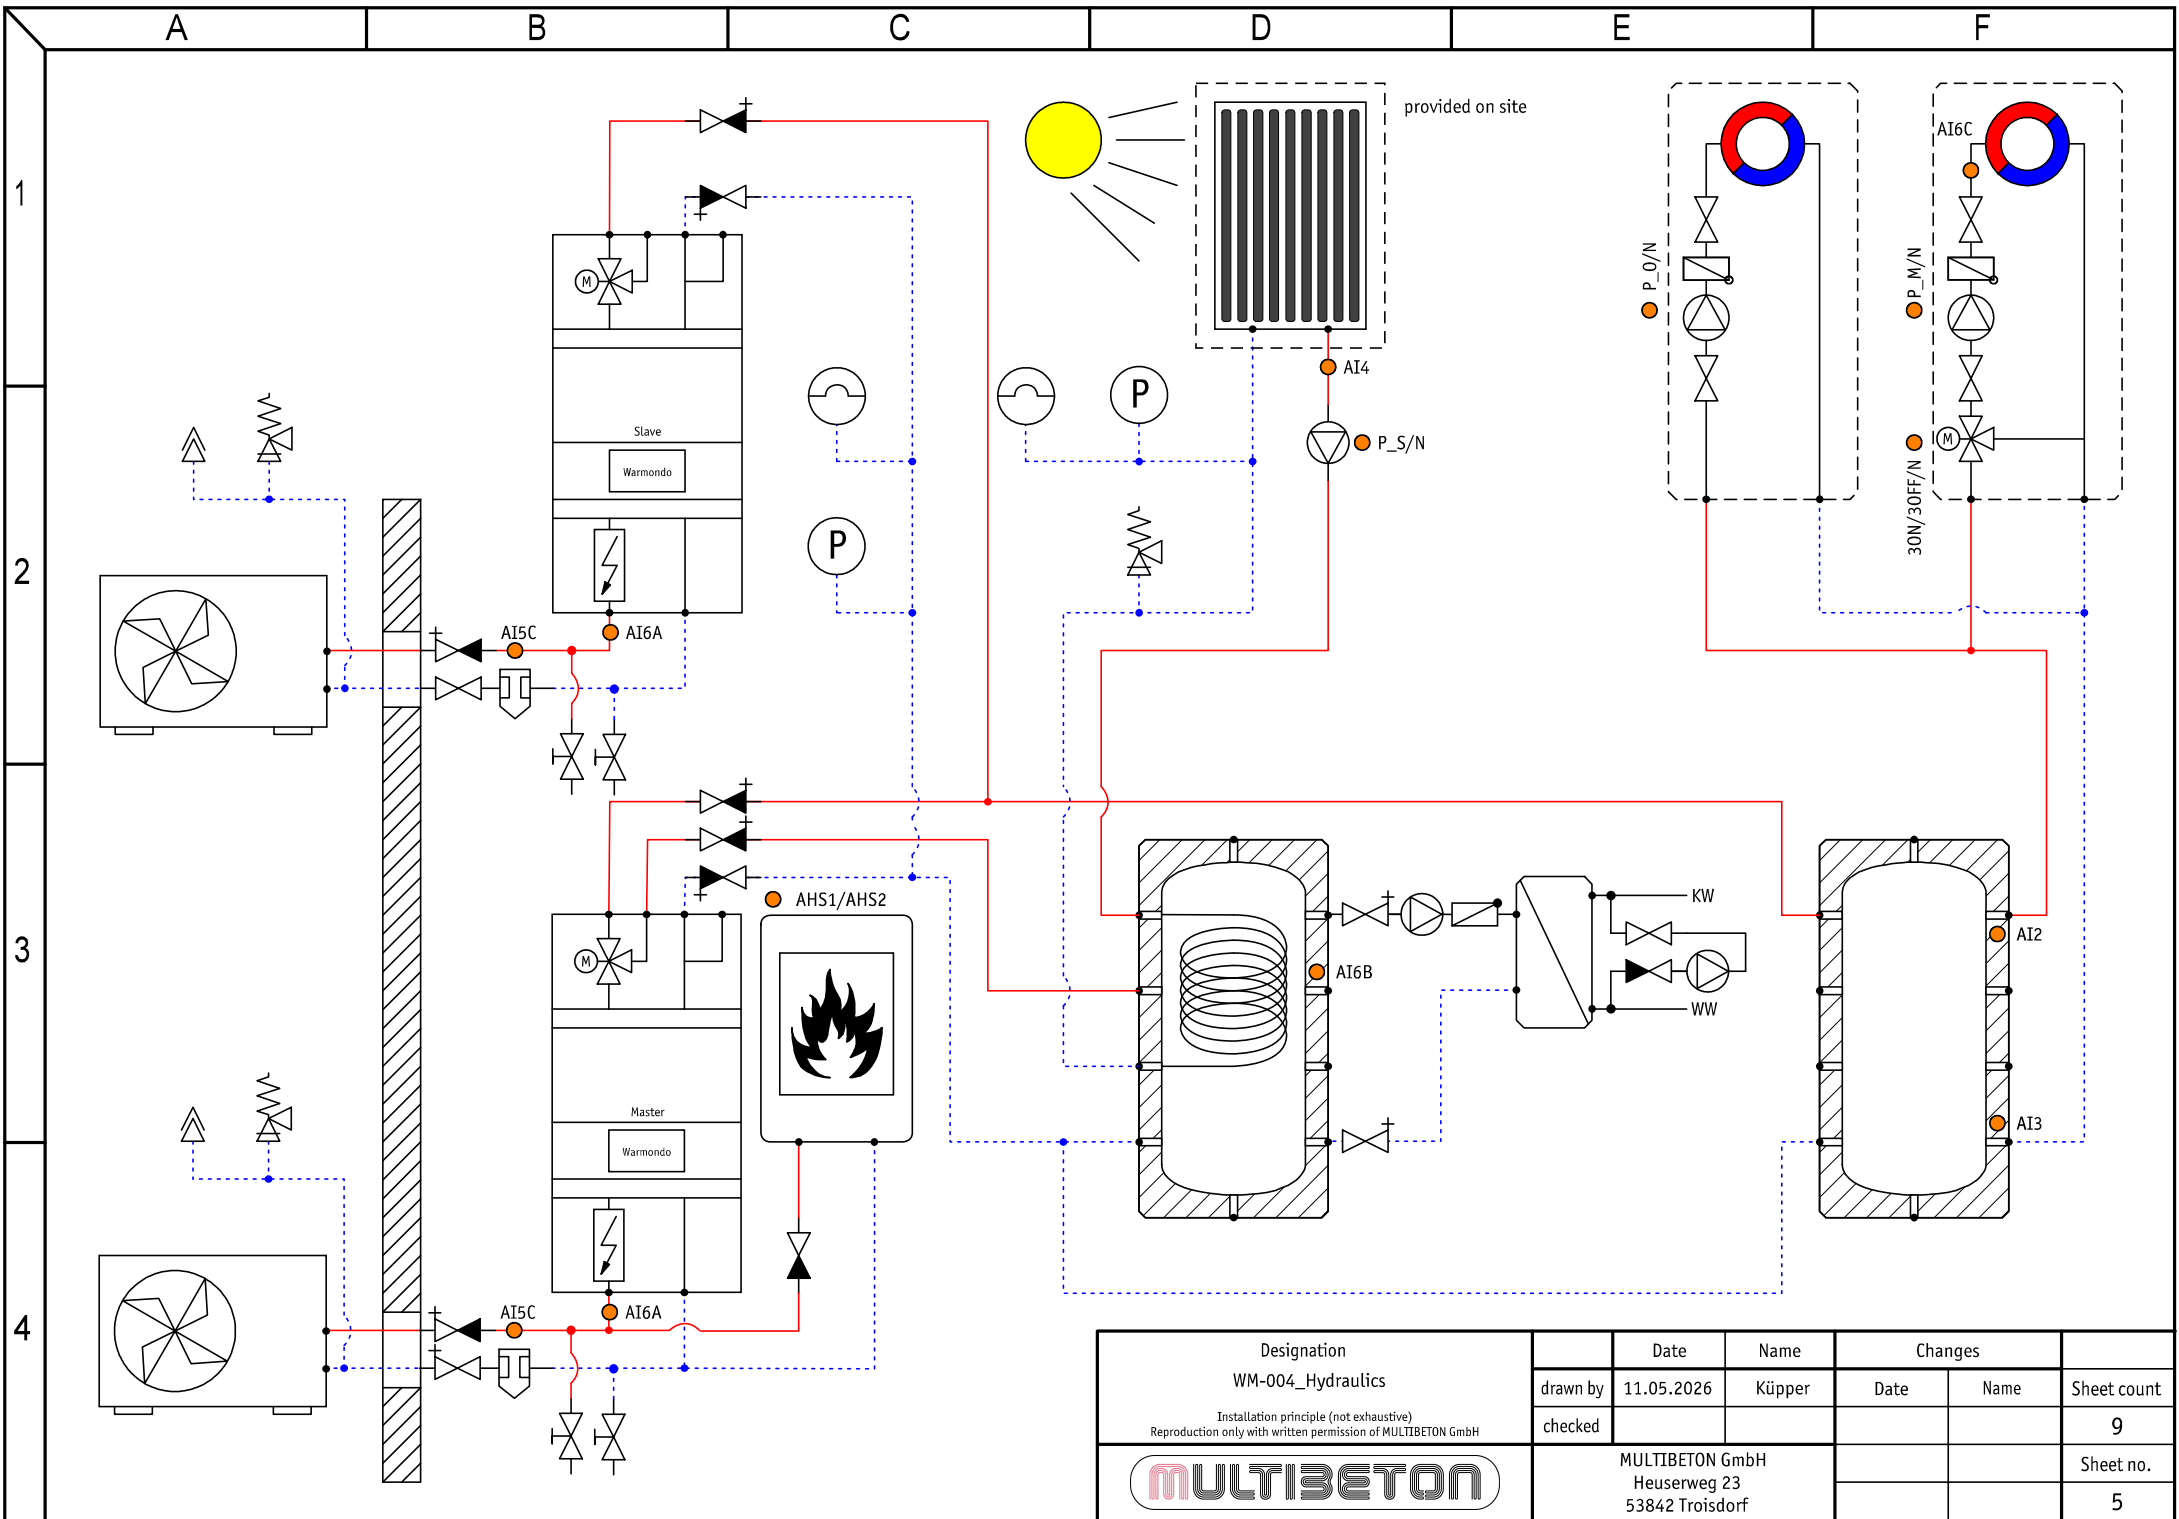 A B C D E F
1
2
3
4
provided on site
AI6C
P_O/N
P_M/N
AI4
P
P_S/N
Slave
Warmondo
3ON/3OFF/N
P
M
M
AI5C
AI6A
AHS1/AHS2
KW
AI2
M
AI6B
WW
Master
AI3
Warmondo
AI5C
AI6A
Designation
WM-004_Hydraulics
Installation principle (not exhaustive)
Reproduction only with written permission of MULTIBETON GmbH
MULTIBETON
Date Name
drawn by 11.05.2026 Küpper
checked
MULTIBETON GmbH
Heuserweg 23
53842 Troisdorf
Changes
Date Name
Sheet count
9
Sheet no.
5